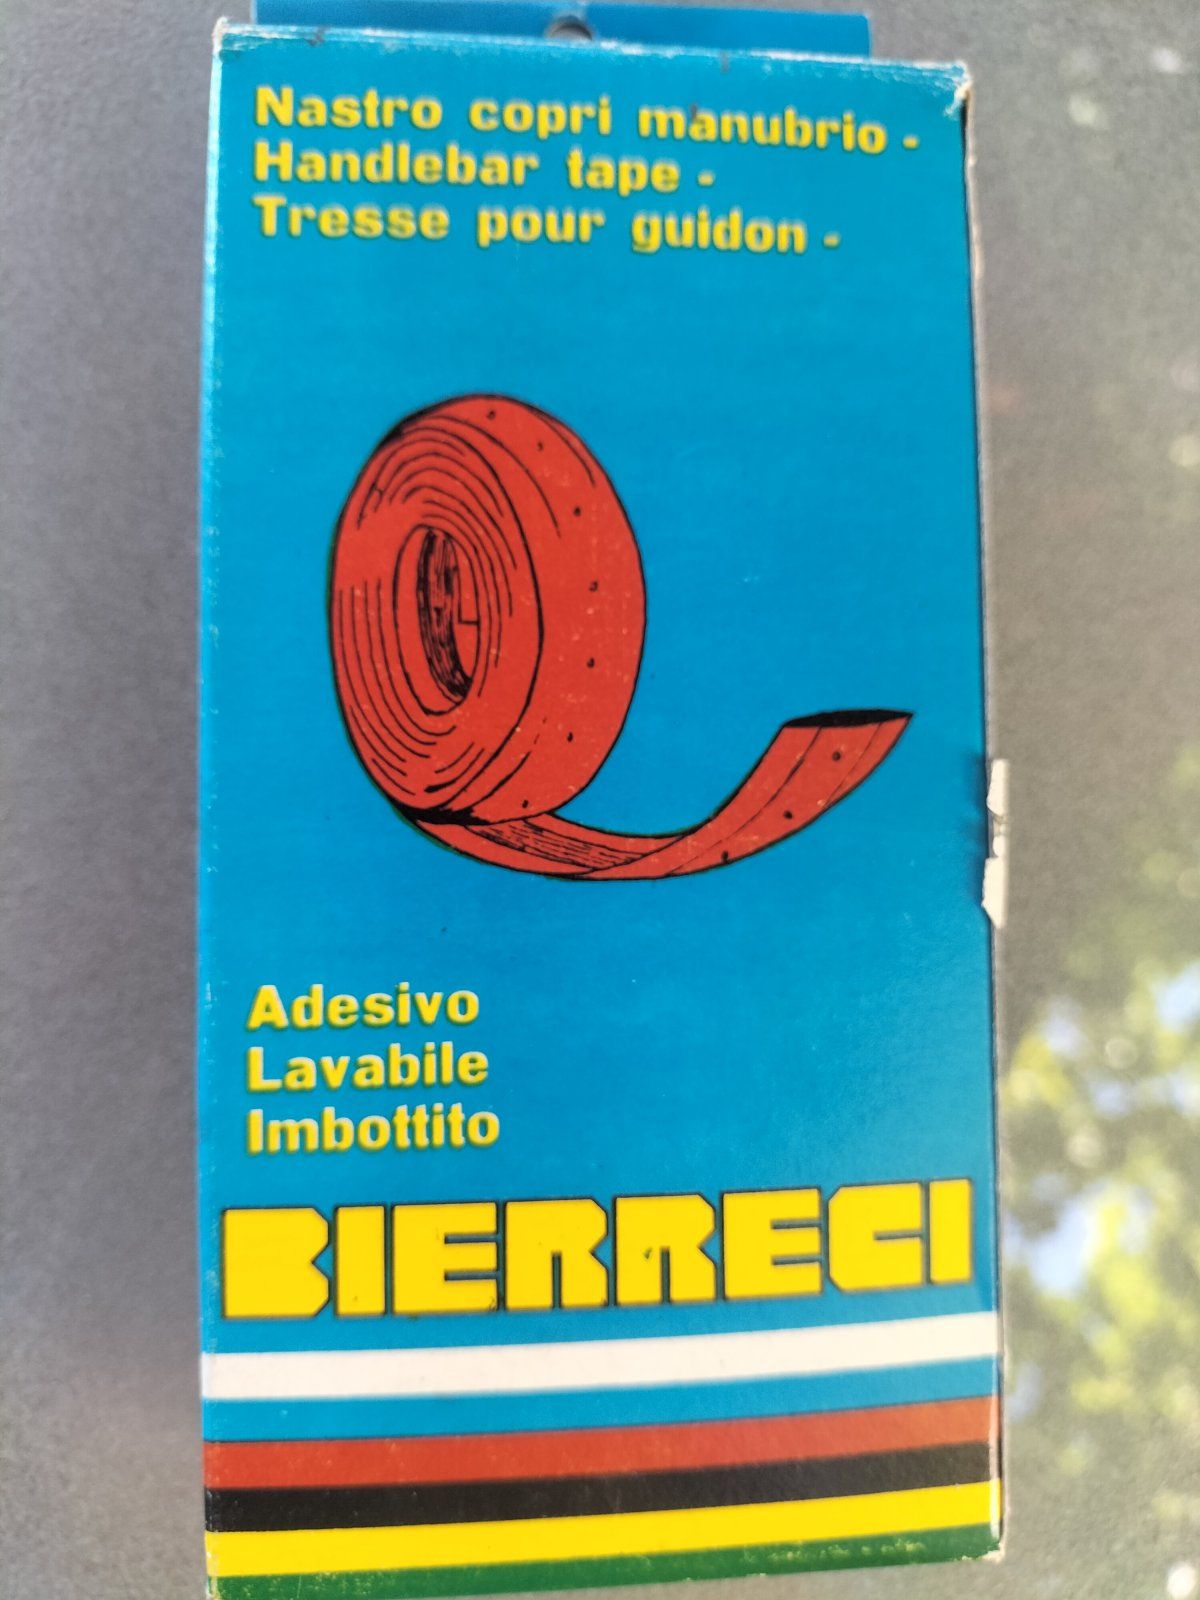 Nastro copri manubrio -
Handlebar tape -
Tresse pour guidon -
Adesivo
Lavabile
Imbottito
BIERRECI